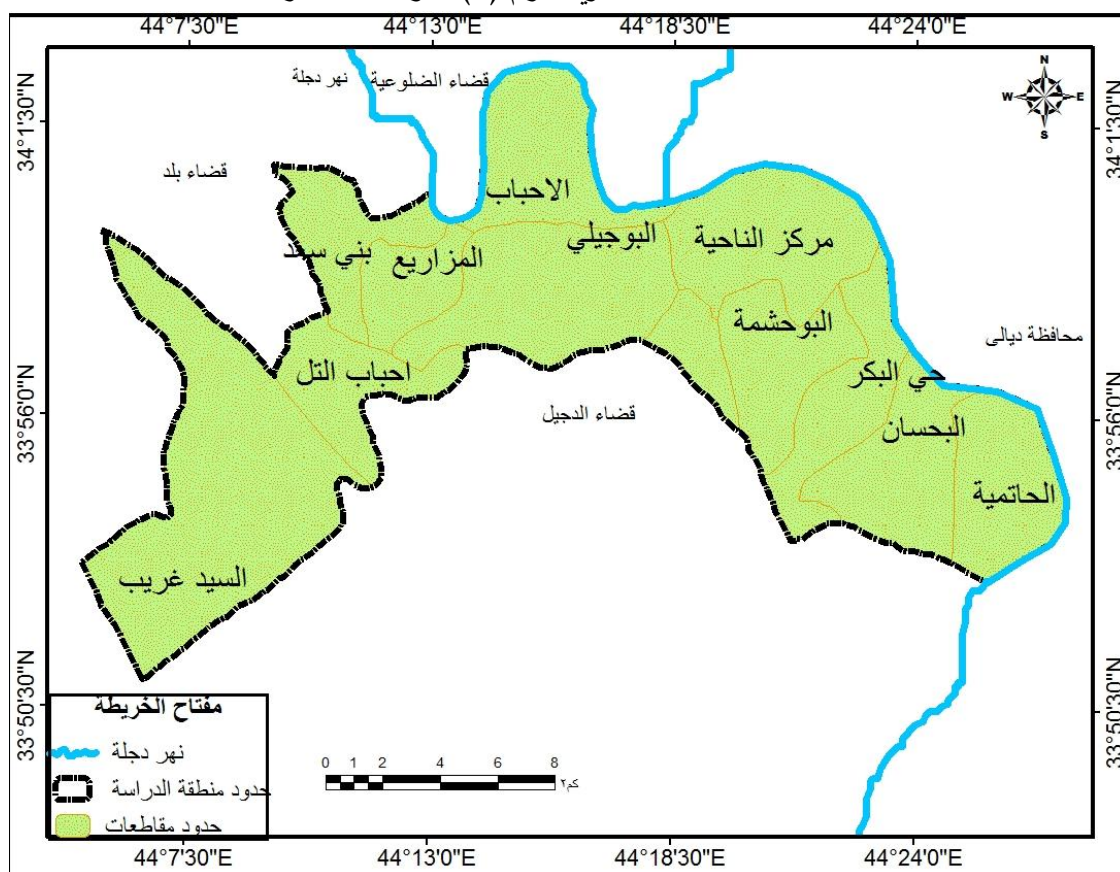 44°7'30"E 44°13'0"E 44°18'30"E 44°24'0"E
34°1'30"N
34°1'30"N
نهر دجلة
قضاء الضلوعية
N
W E
S
قضاء بلد
الاحباب
بني سعد
المزاريع
البوجيلي
مركز الناحية
البوحشمة
محافظة ديالى
احباب التل
حي البكر
33°56'0"N
33°56'0"N
قضاء الدجيل
البحسان
الحاتمية
السيد غريب
33°50'30"N
33°50'30"N
مفتاح الخريطة
نهر دجلة
حدود منطقة الدراسة
حدود مقاطعات
0 1 2 4 6 8
كم٢
44°7'30"E 44°13'0"E 44°18'30"E 44°24'0"E